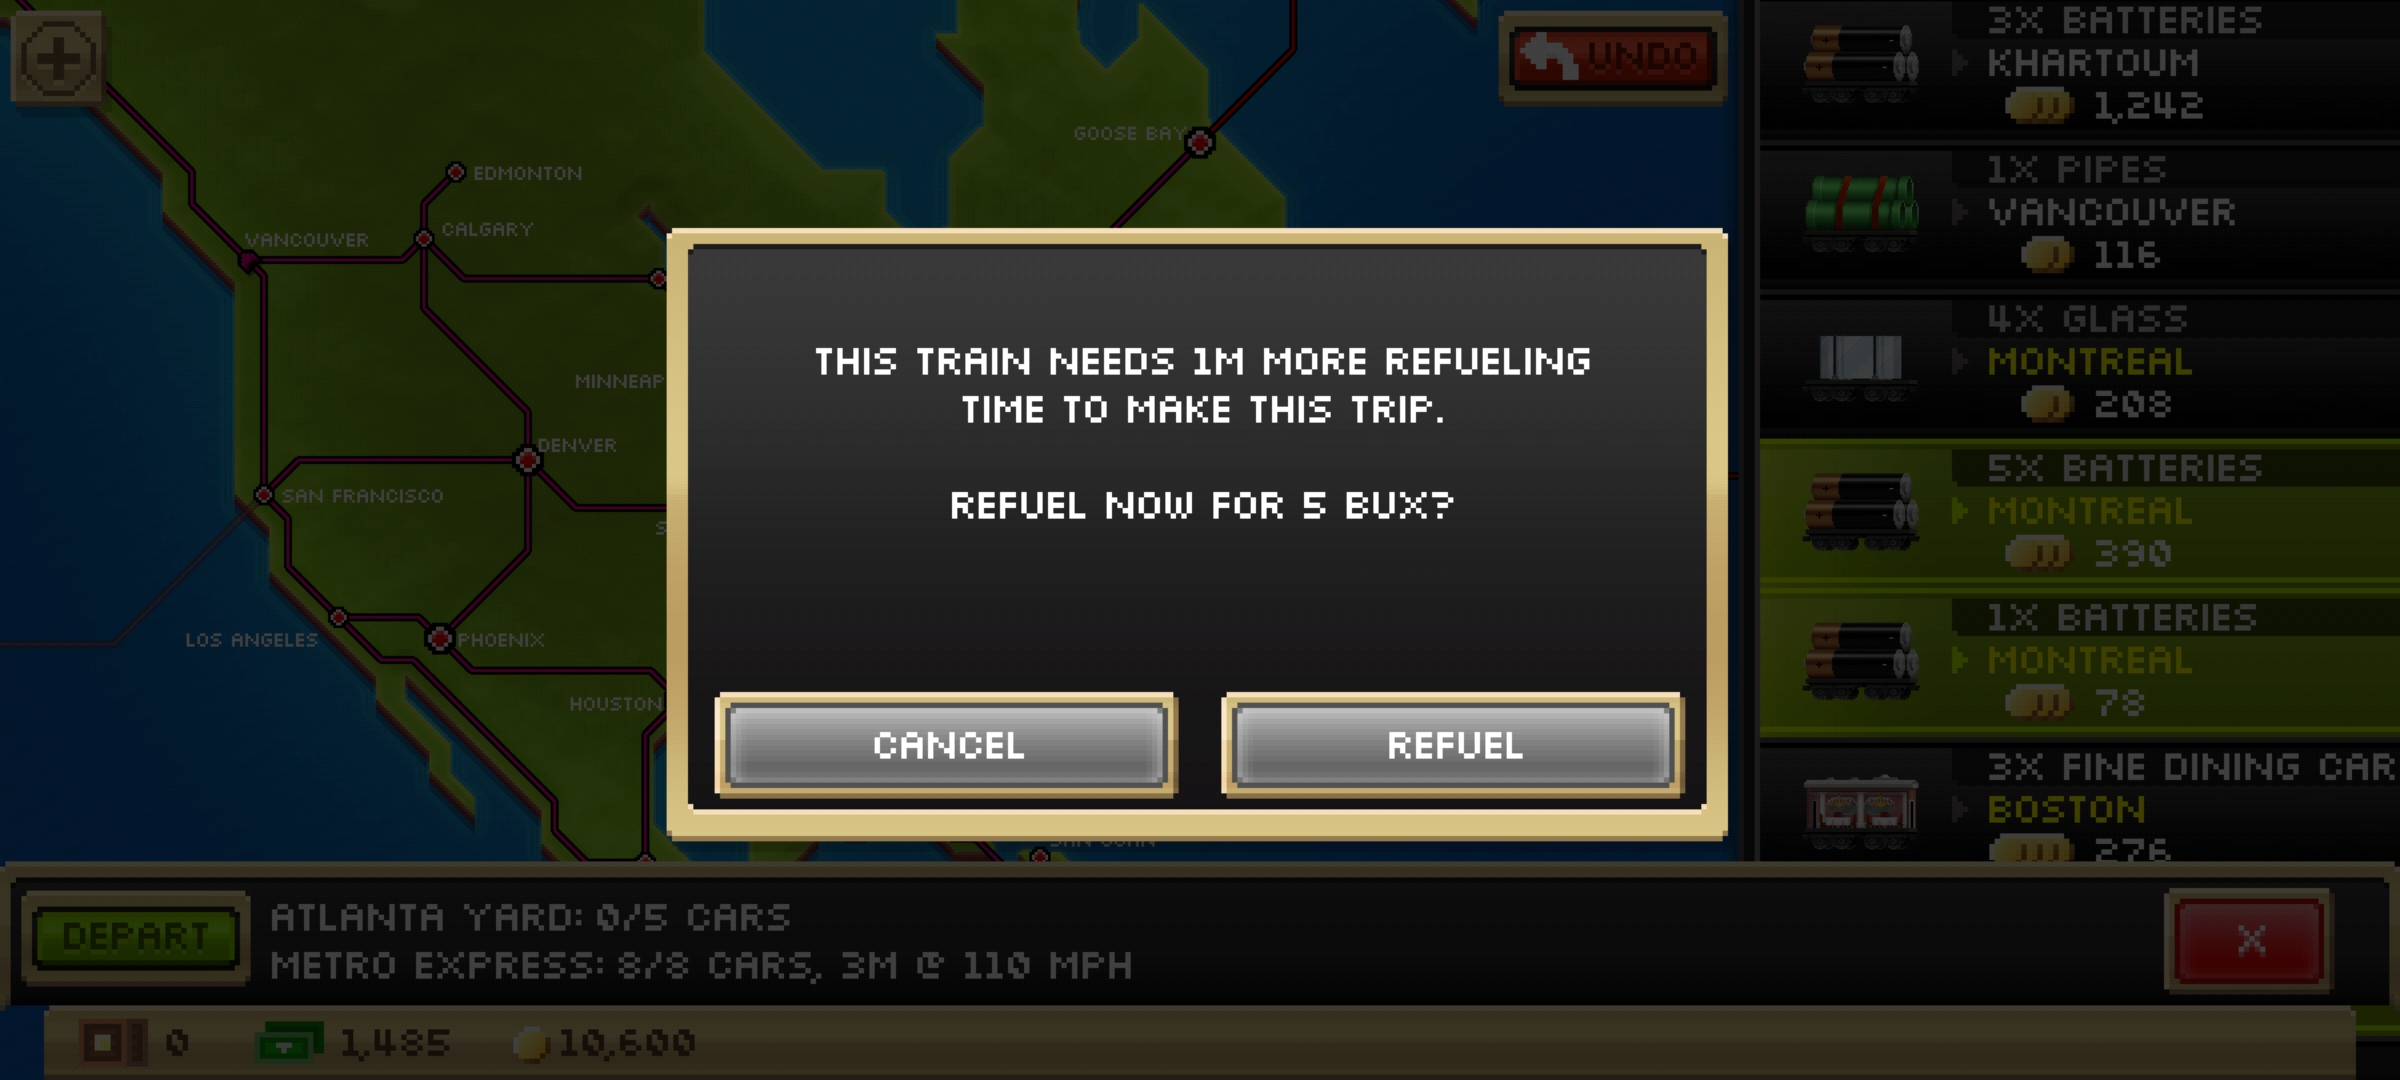 UNDO
GOOSE BAY
EDMONTON
VANCOUVER
CALGARY
MINNEAP
DENVER
SAN FRANCISCO
S
LOS ANGELES
PHOENIX
HOUSTON
SAN JUAN
THIS TRAIN NEEDS 1M MORE REFUELING
TIME TO MAKE THIS TRIP.
REFUEL NOW FOR 5 BUX?
CANCEL
REFUEL
3X BATTERIES
KHARTOUM
1,242
1X PIPES
VANCOUVER
116
4X GLASS
MONTREAL
208
5X BATTERIES
MONTREAL
390
1X BATTERIES
MONTREAL
78
3X FINE DINING CAR
BOSTON
276
DEPART
ATLANTA YARD: 0/5 CARS
METRO EXPRESS: 8/8 CARS, 3M @ 110 MPH
X
0
1,485
10,600